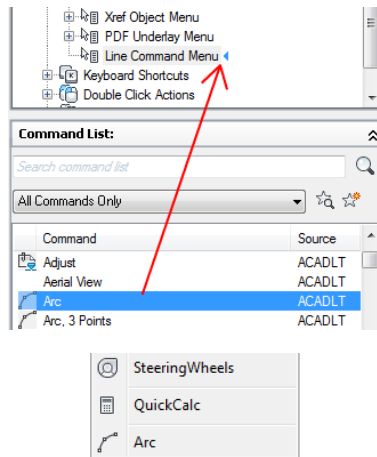 Xref Object Menu
PDF Underlay Menu
Line Command Menu
Keyboard Shortcuts
Double Click Actions
Command List:
Search command list
All Commands Only
Command Source
Adjust ACADLT
Aerial View ACADLT
Arc ACADLT
Arc, 3 Points ACADLT
SteeringWheels
QuickCalc
Arc